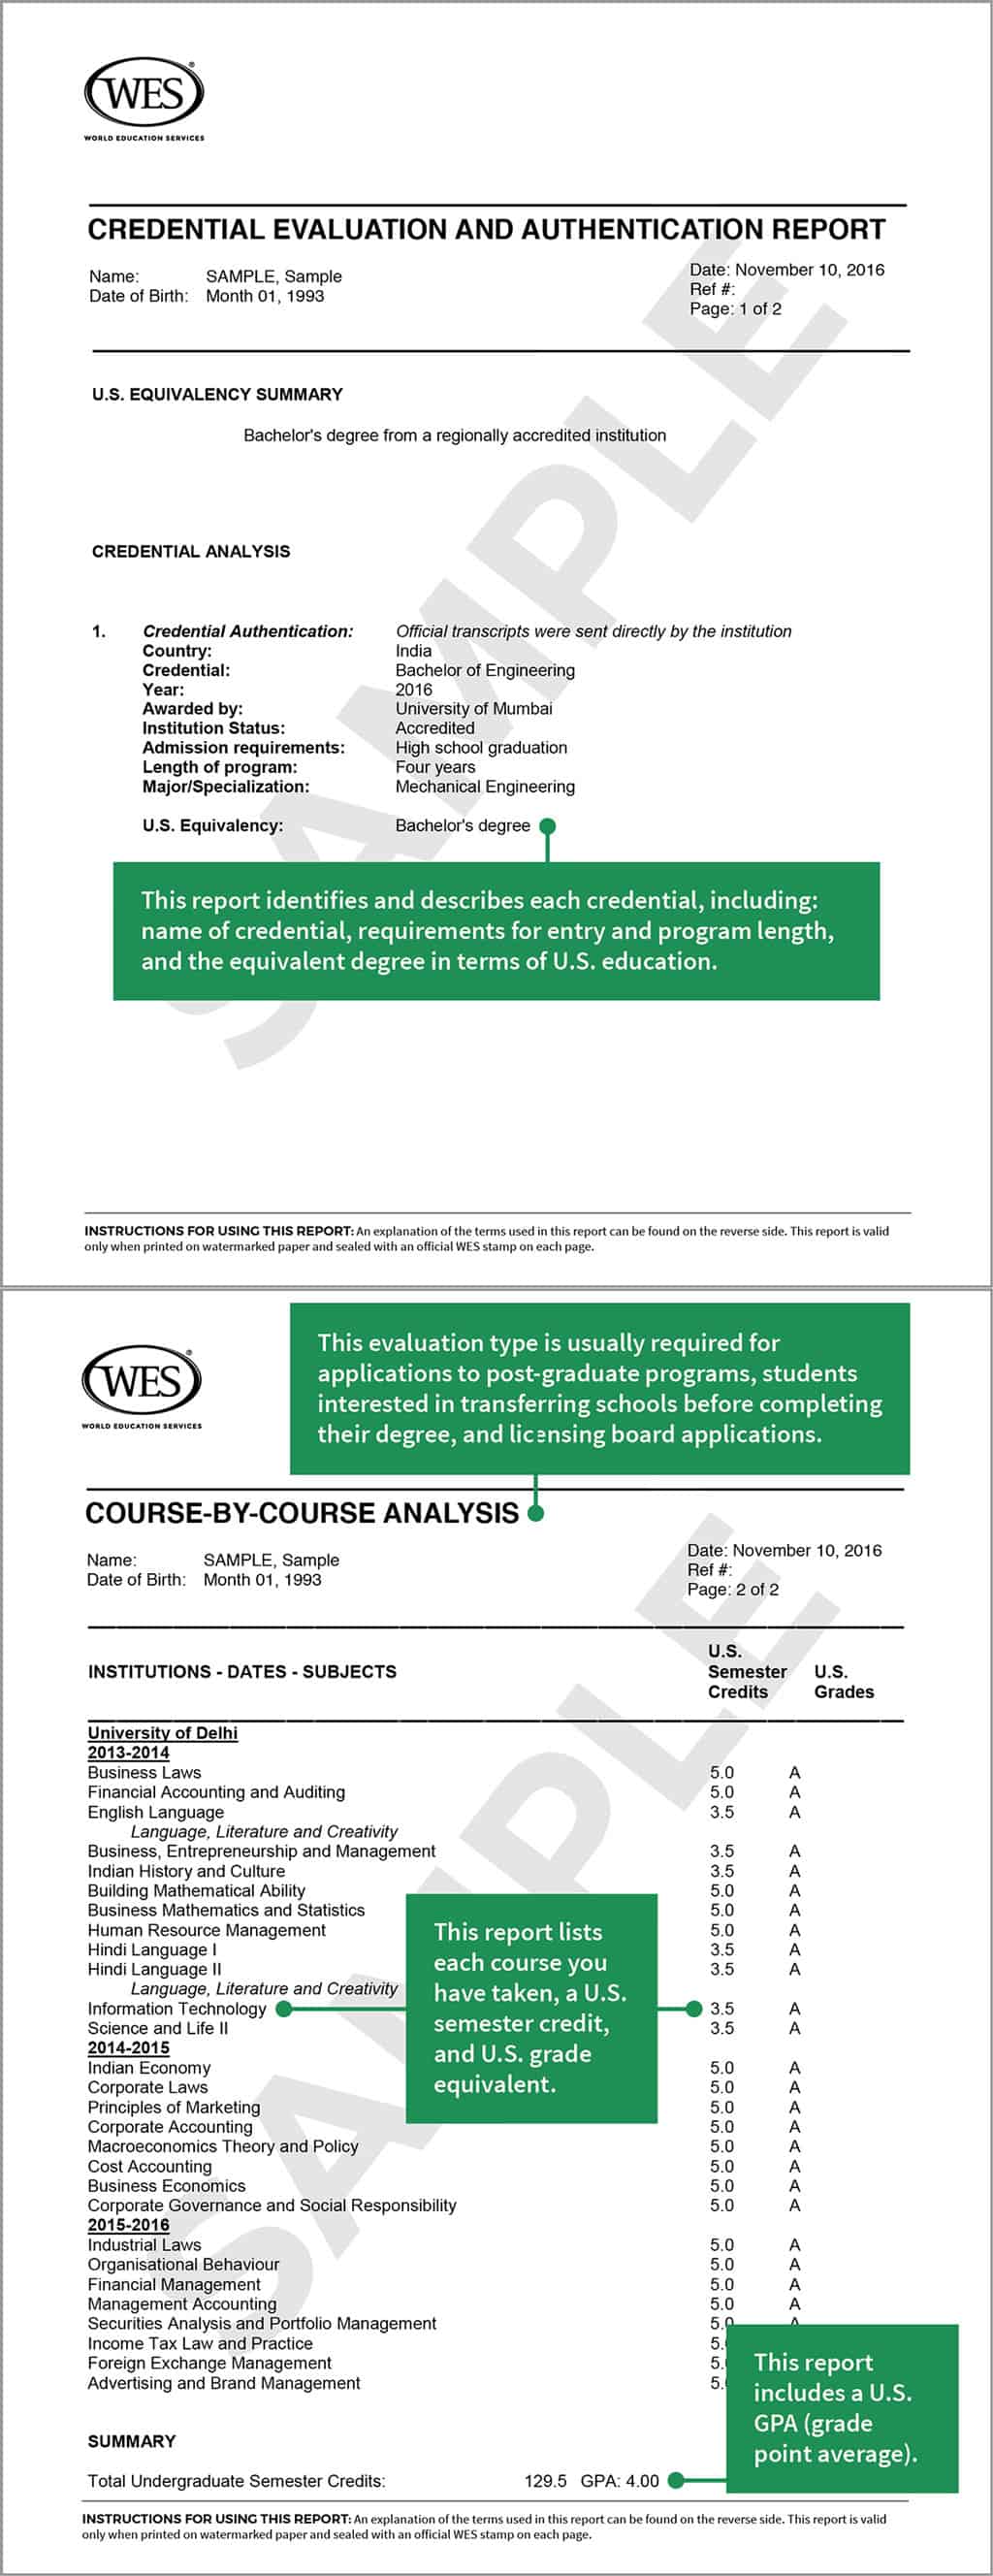 WES®
WORLD EDUCATION SERVICES
CREDENTIAL EVALUATION AND AUTHENTICATION REPORT
Name: SAMPLE, Sample
Date of Birth: Month 01, 1993
Date: November 10, 2016
Ref #:
Page: 1 of 2
U.S. EQUIVALENCY SUMMARY
Bachelor's degree from a regionally accredited institution
CREDENTIAL ANALYSIS
1. Credential Authentication: Official transcripts were sent directly by the institution
Country: India
Credential: Bachelor of Engineering
Year: 2016
Awarded by: University of Mumbai
Institution Status: Accredited
Admission requirements: High school graduation
Length of program: Four years
Major/Specialization: Mechanical Engineering
U.S. Equivalency: Bachelor's degree
This report identifies and describes each credential, including:
name of credential, requirements for entry and program length,
and the equivalent degree in terms of U.S. education.
SAMPLE
INSTRUCTIONS FOR USING THIS REPORT: An explanation of the terms used in this report can be found on the reverse side. This report is valid
only when printed on watermarked paper and sealed with an official WES stamp on each page.
WES®
WORLD EDUCATION SERVICES
This evaluation type is usually required for
applications to post-graduate programs, students
interested in transferring schools before completing
their degree, and licensing board applications.
COURSE-BY-COURSE ANALYSIS
Name: SAMPLE, Sample
Date of Birth: Month 01, 1993
Date: November 10, 2016
Ref #:
Page: 2 of 2
INSTITUTIONS - DATES - SUBJECTS
U.S.
Semester
Credits
U.S.
Grades
University of Delhi
2013-2014
Business Laws 5.0 A
Financial Accounting and Auditing 5.0 A
English Language 3.5 A
Language, Literature and Creativity
Business, Entrepreneurship and Management 3.5 A
Indian History and Culture 3.5 A
Building Mathematical Ability 5.0 A
Business Mathematics and Statistics 5.0 A
Human Resource Management 5.0 A
Hindi Language I 3.5 A
Hindi Language II 3.5 A
Language, Literature and Creativity
Information Technology 3.5 A
Science and Life II 3.5 A
This report lists
each course you
have taken, a U.S.
semester credit,
and U.S. grade
equivalent.
2014-2015
Indian Economy 5.0 A
Corporate Laws 5.0 A
Principles of Marketing 5.0 A
Corporate Accounting 5.0 A
Macroeconomics Theory and Policy 5.0 A
Cost Accounting 5.0 A
Business Economics 5.0 A
Corporate Governance and Social Responsibility 5.0 A
2015-2016
Industrial Laws 5.0 A
Organisational Behaviour 5.0 A
Financial Management 5.0 A
Management Accounting 5.0 A
Securities Analysis and Portfolio Management 5.0 A
Income Tax Law and Practice 5.
Foreign Exchange Management 5.
Advertising and Brand Management 5.
This report
includes a U.S.
GPA (grade
point average).
SUMMARY
Total Undergraduate Semester Credits: 129.5 GPA: 4.00
SAMPLE
INSTRUCTIONS FOR USING THIS REPORT: An explanation of the terms used in this report can be found on the reverse side. This report is valid
only when printed on watermarked paper and sealed with an official WES stamp on each page.